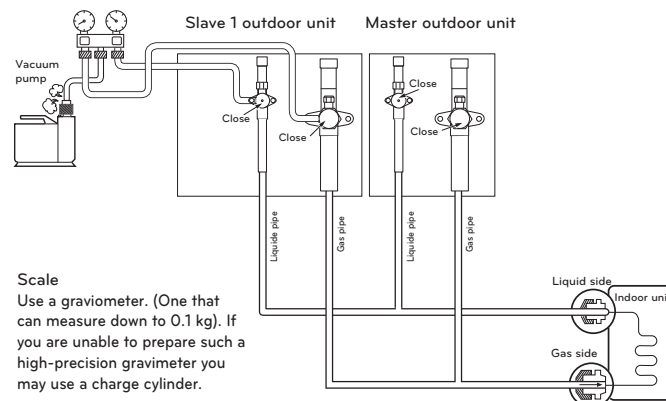 Slave 1 outdoor unit
Master outdoor unit
Vacuum
pump
Close
Close
Close
Close
Liquide pipe
Gas pipe
Liquide pipe
Gas pipe
Scale
Use a graviometer. (One that
can measure down to 0.1 kg). If
you are unable to prepare such a
high-precision gravimeter you
may use a charge cylinder.
Liquid side
Indoor uni
Gas side